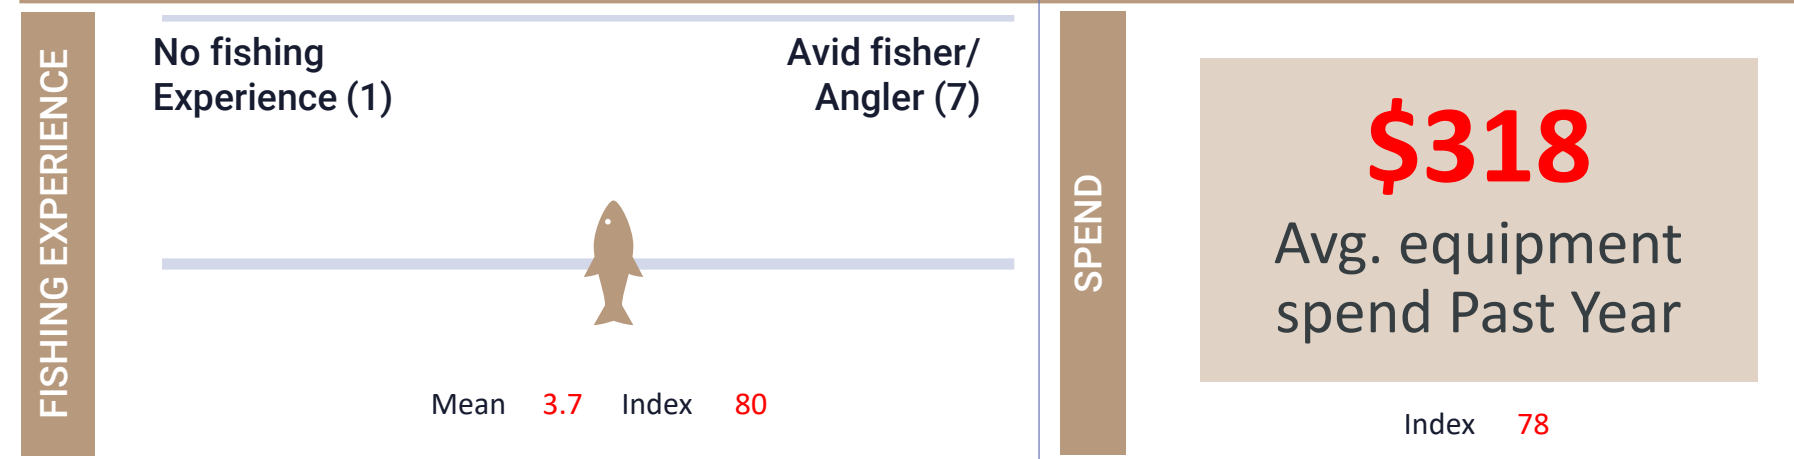 FISHING EXPERIENCE
No fishing
Experience (1)
Avid fisher/
Angler (7)
Mean 3.7 Index 80
SPEND
$318
Avg. equipment
spend Past Year
Index 78